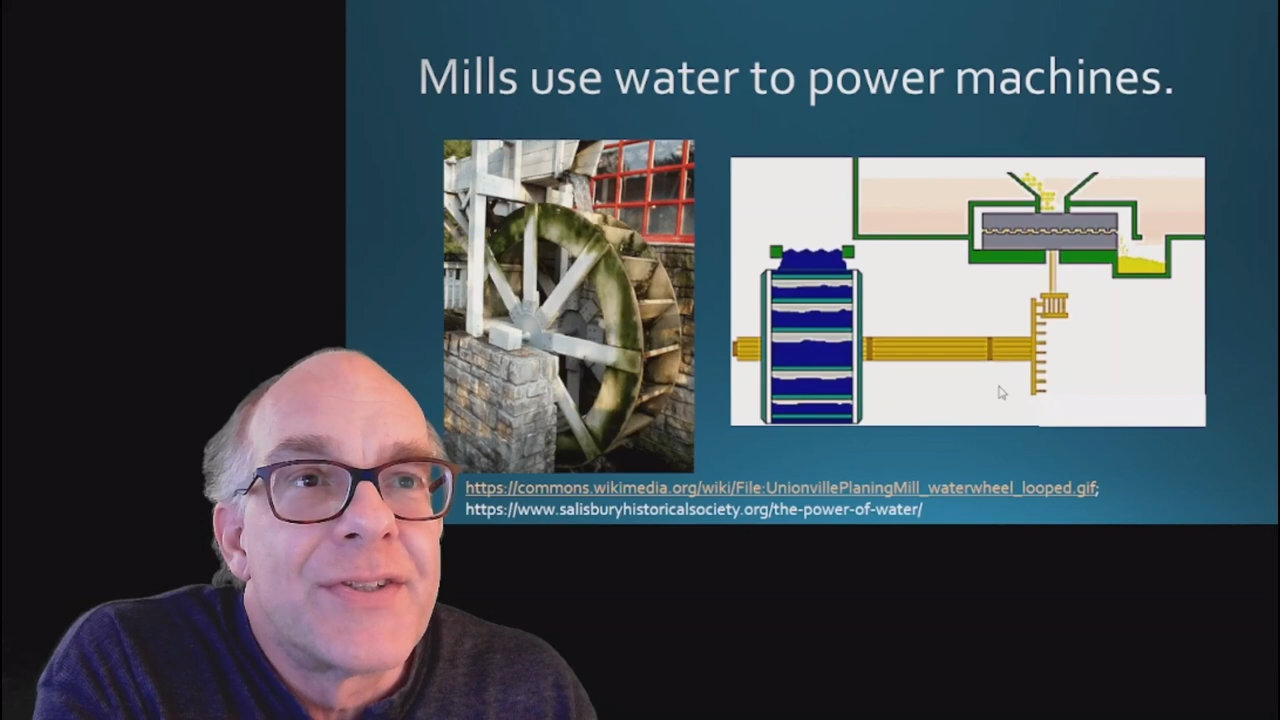 Mills use water to power machines.
https://commons.wikimedia.org/wiki/File:UnionvillePlaningMill_waterwheel_looped.gif;
https://www.salisburyhistoricalsociety.org/the-power-of-water/